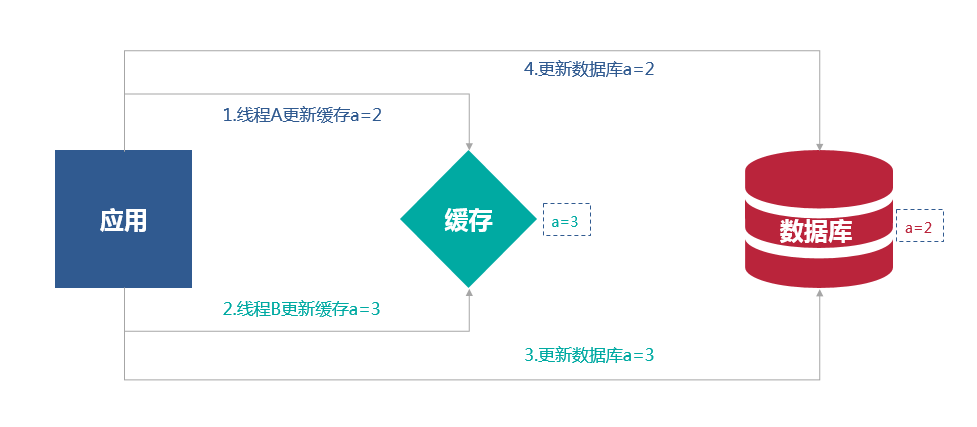 4.更新数据库a=2
1.线程A更新缓存a=2
应用
缓存
a=3
数据库
a=2
2.线程B更新缓存a=3
3.更新数据库a=3